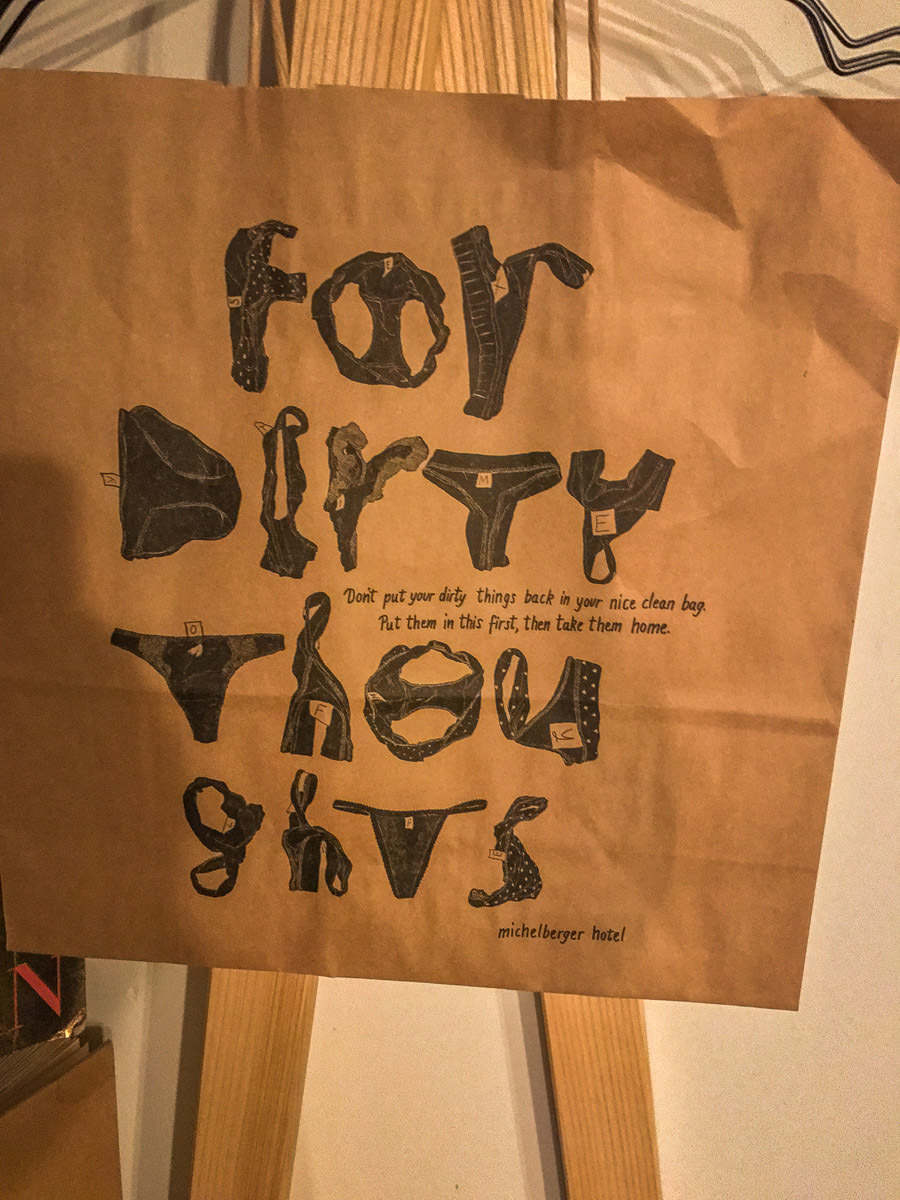 For
Dirty
Don't put your dirty things back in your nice clean bag.
Put them in this first, then take them home.
Thou
ghts
michelberger hotel
N